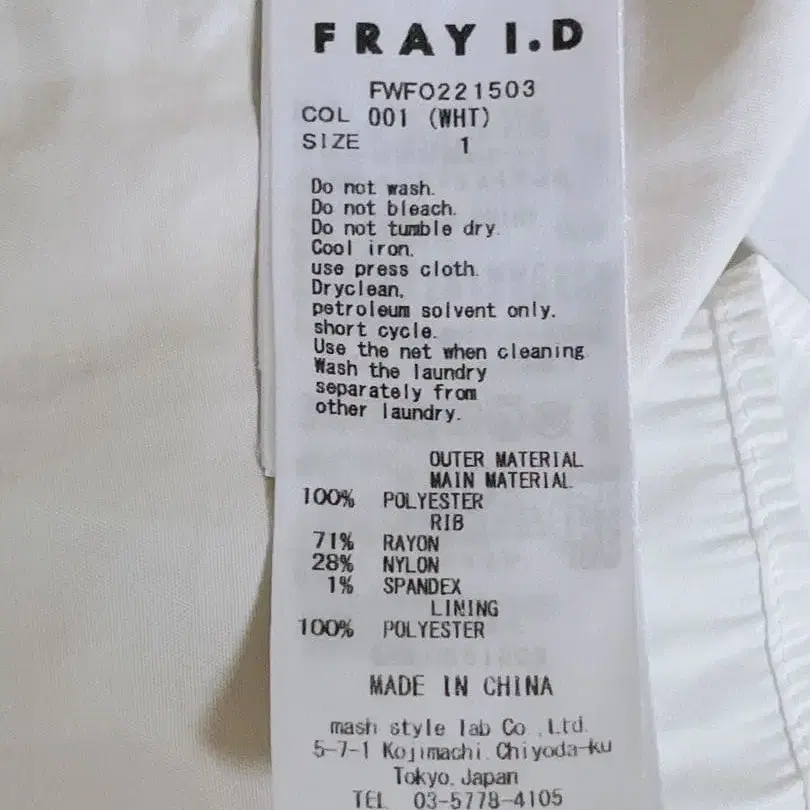 FRAY I.D
FWFO221503
COL 001 (WHT)
SIZE 1
Do not wash.
Do not bleach.
Do not tumble dry.
Cool iron.
use press cloth.
Dryclean.
petroleum solvent only.
short cycle.
Use the net when cleaning.
Wash the laundry
separately from
other laundry.
OUTER MATERIAL
MAIN MATERIAL
100% POLYESTER
RIB
71% RAYON
28% NYLON
1% SPANDEX
LINING
100% POLYESTER
MADE IN CHINA
mash style lab Co.,Ltd.
5-7-1 Kojimachi Chiyoda-ku
Tokyo, Japan
TEL 03-5778-4105